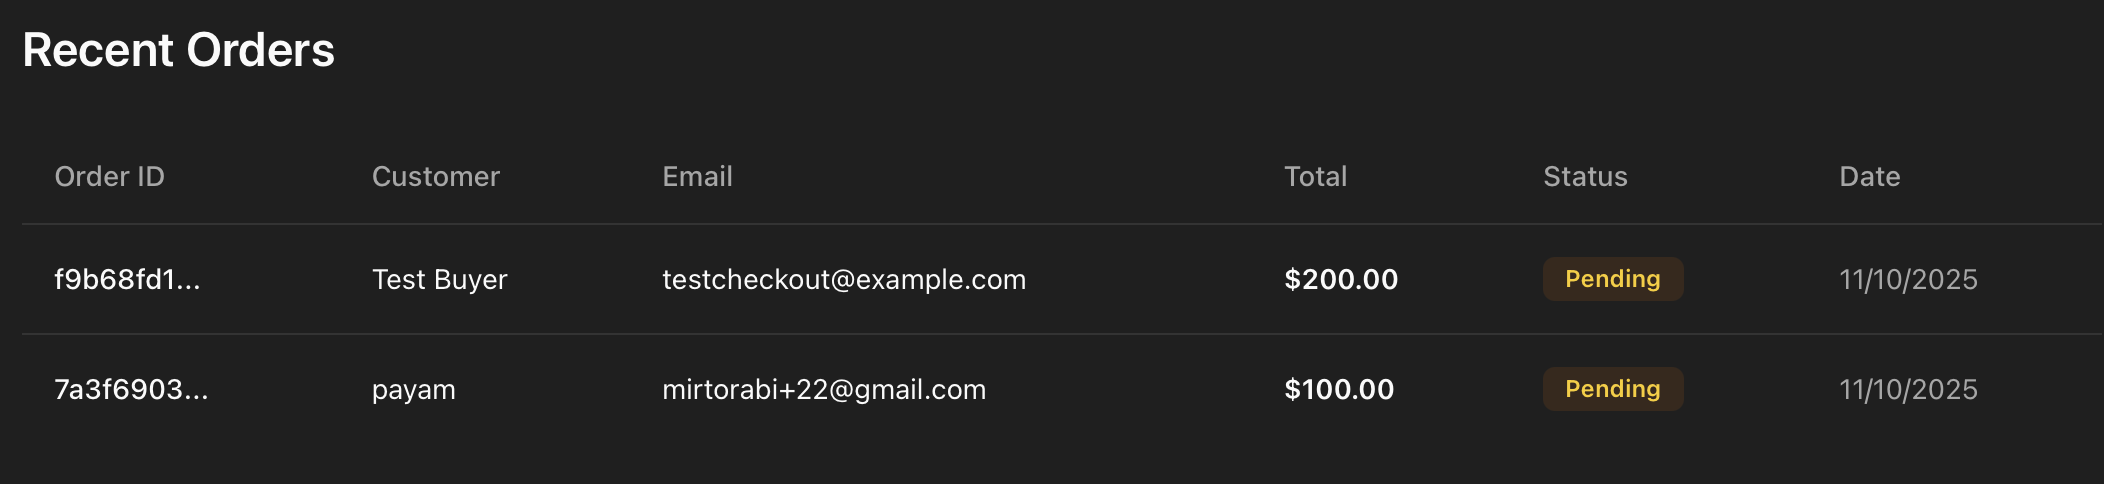 Recent Orders
Order ID Customer Email Total Status Date
f9b68fd1... Test Buyer testcheckout@example.com $200.00 Pending 11/10/2025
7a3f6903... payam mirtorabi+22@gmail.com $100.00 Pending 11/10/2025